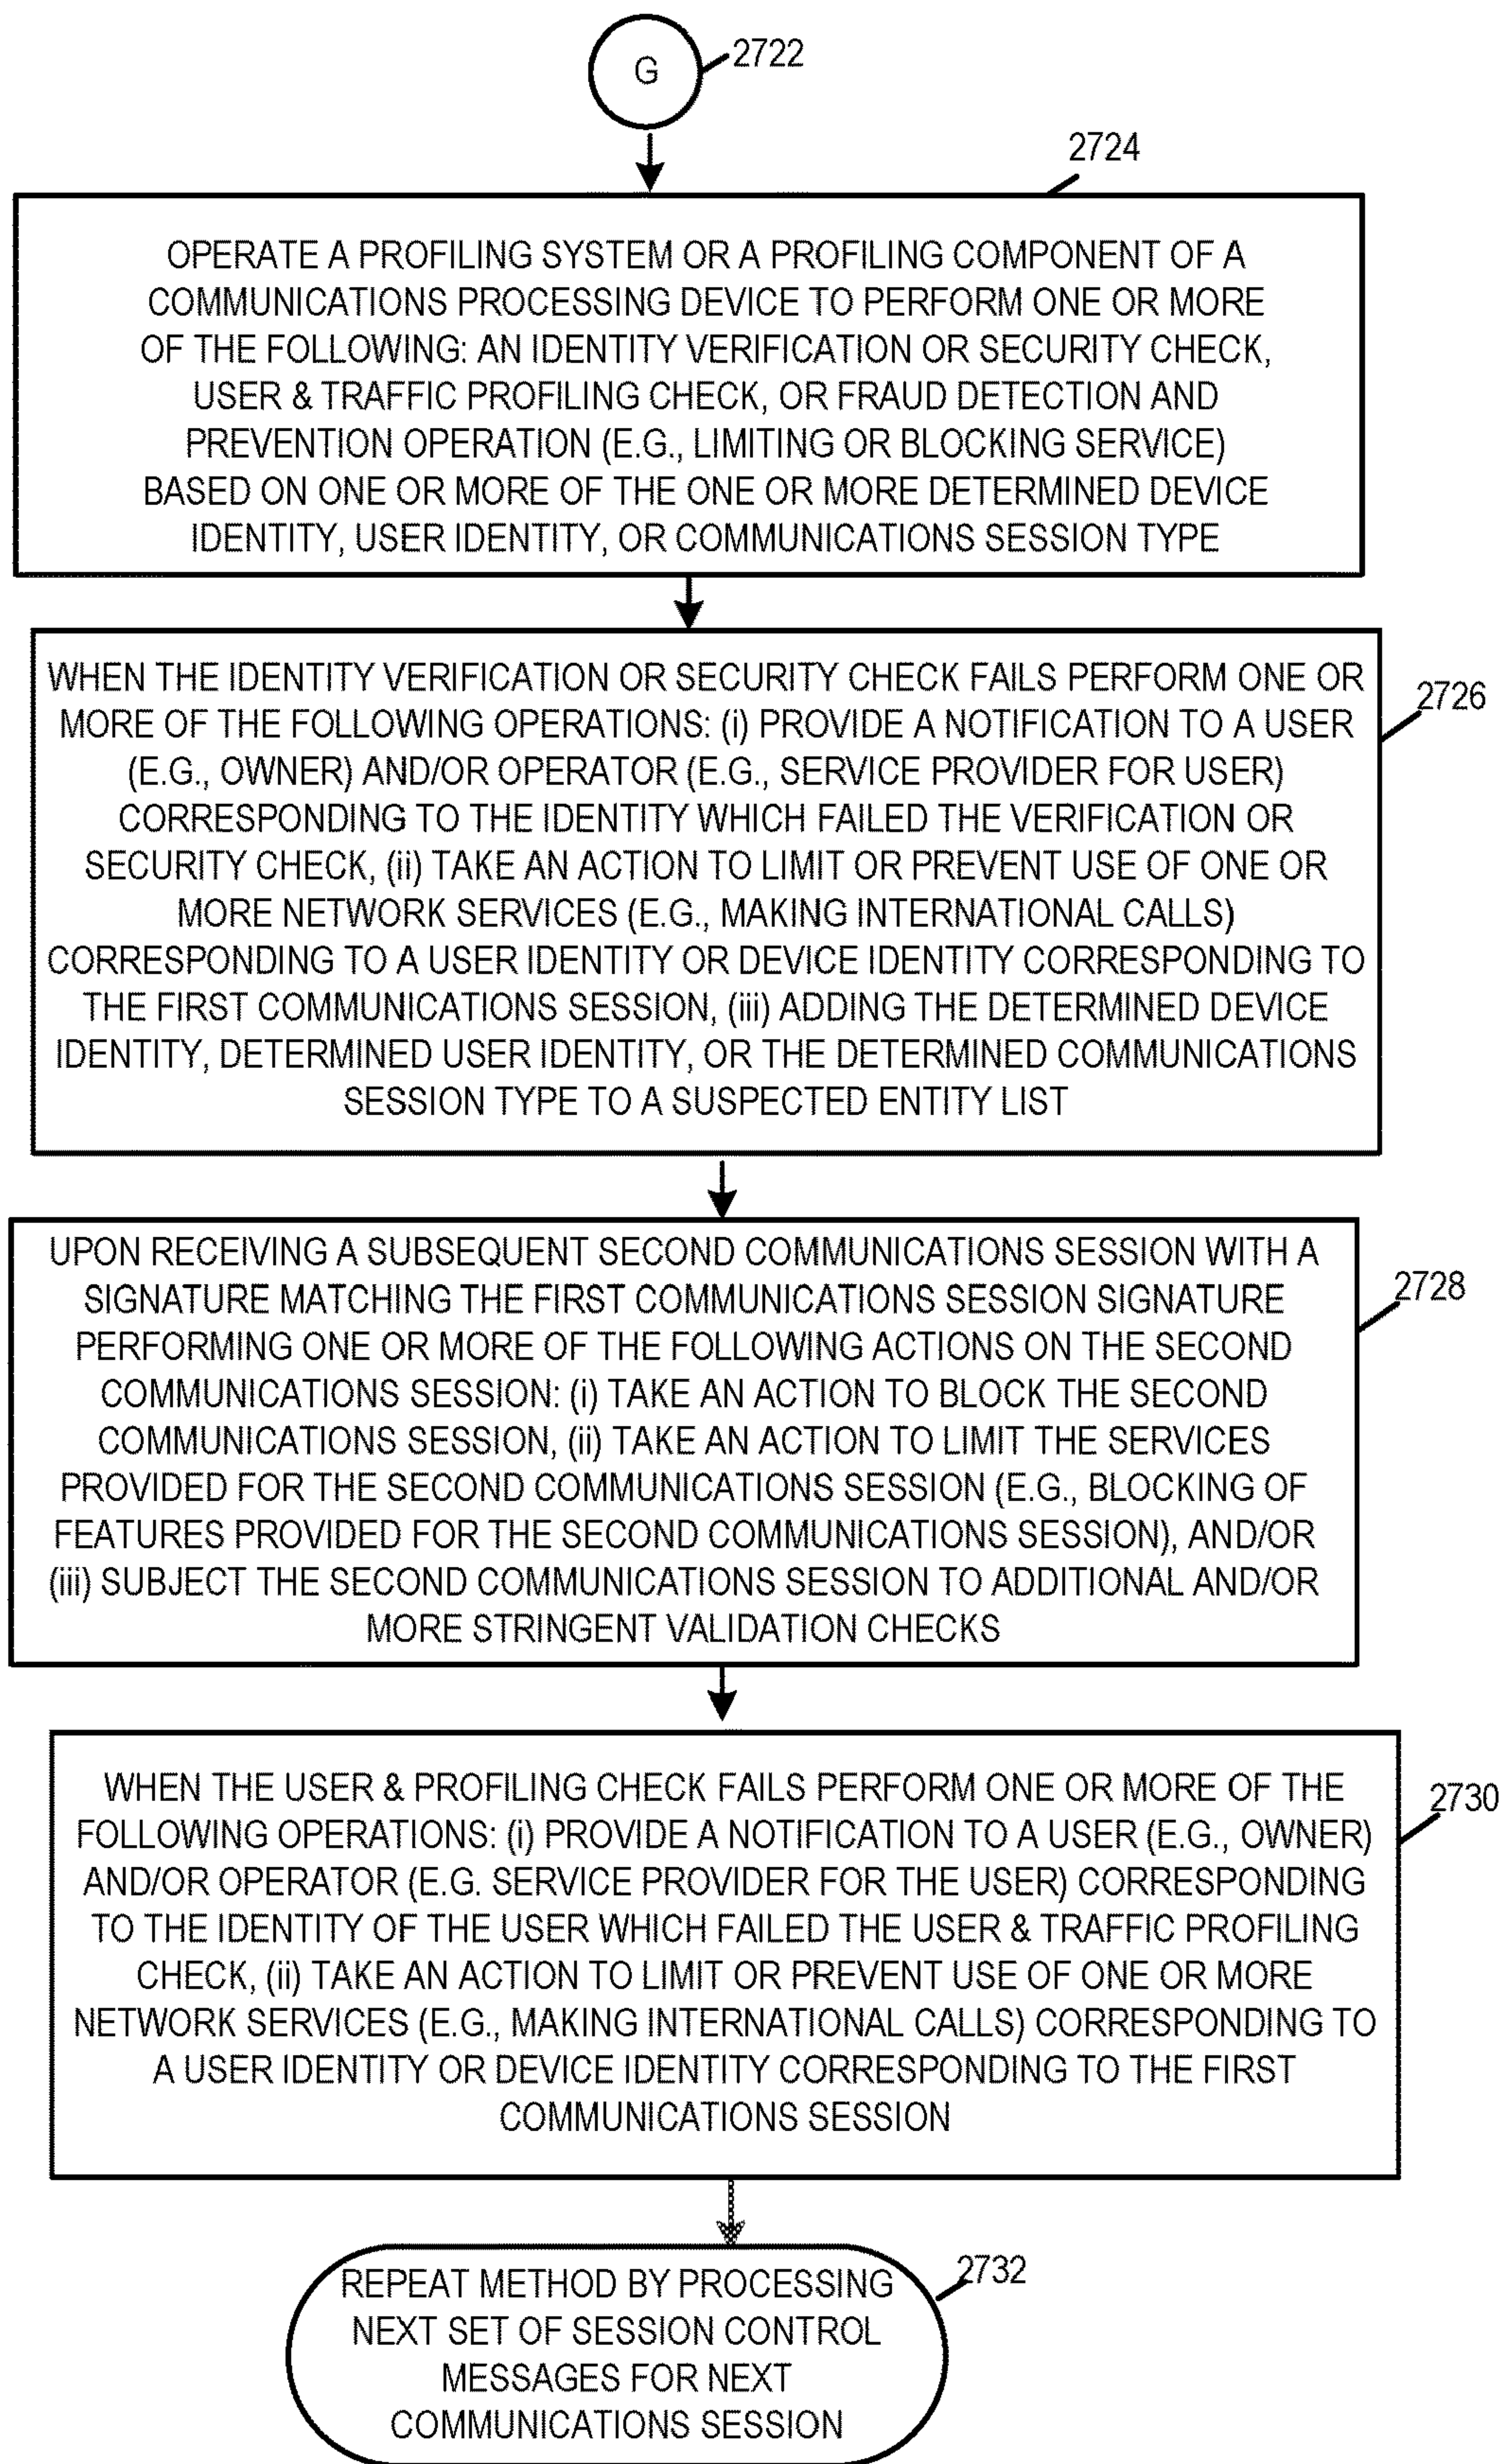 G
2722
2724
OPERATE A PROFILING SYSTEM OR A PROFILING COMPONENT OF A
COMMUNICATIONS PROCESSING DEVICE TO PERFORM ONE OR MORE
OF THE FOLLOWING: AN IDENTITY VERIFICATION OR SECURITY CHECK,
USER & TRAFFIC PROFILING CHECK, OR FRAUD DETECTION AND
PREVENTION OPERATION (E.G., LIMITING OR BLOCKING SERVICE)
BASED ON ONE OR MORE OF THE ONE OR MORE DETERMINED DEVICE
IDENTITY, USER IDENTITY, OR COMMUNICATIONS SESSION TYPE
2726
WHEN THE IDENTITY VERIFICATION OR SECURITY CHECK FAILS PERFORM ONE OR
MORE OF THE FOLLOWING OPERATIONS: (i) PROVIDE A NOTIFICATION TO A USER
(E.G., OWNER) AND/OR OPERATOR (E.G., SERVICE PROVIDER FOR USER)
CORRESPONDING TO THE IDENTITY WHICH FAILED THE VERIFICATION OR
SECURITY CHECK, (ii) TAKE AN ACTION TO LIMIT OR PREVENT USE OF ONE OR
MORE NETWORK SERVICES (E.G., MAKING INTERNATIONAL CALLS)
CORRESPONDING TO A USER IDENTITY OR DEVICE IDENTITY CORRESPONDING TO
THE FIRST COMMUNICATIONS SESSION, (iii) ADDING THE DETERMINED DEVICE
IDENTITY, DETERMINED USER IDENTITY, OR THE DETERMINED COMMUNICATIONS
SESSION TYPE TO A SUSPECTED ENTITY LIST
2728
UPON RECEIVING A SUBSEQUENT SECOND COMMUNICATIONS SESSION WITH A
SIGNATURE MATCHING THE FIRST COMMUNICATIONS SESSION SIGNATURE
PERFORMING ONE OR MORE OF THE FOLLOWING ACTIONS ON THE SECOND
COMMUNICATIONS SESSION: (i) TAKE AN ACTION TO BLOCK THE SECOND
COMMUNICATIONS SESSION, (ii) TAKE AN ACTION TO LIMIT THE SERVICES
PROVIDED FOR THE SECOND COMMUNICATIONS SESSION (E.G., BLOCKING OF
FEATURES PROVIDED FOR THE SECOND COMMUNICATIONS SESSION), AND/OR
(iii) SUBJECT THE SECOND COMMUNICATIONS SESSION TO ADDITIONAL AND/OR
MORE STRINGENT VALIDATION CHECKS
2730
WHEN THE USER & PROFILING CHECK FAILS PERFORM ONE OR MORE OF THE
FOLLOWING OPERATIONS: (i) PROVIDE A NOTIFICATION TO A USER (E.G., OWNER)
AND/OR OPERATOR (E.G. SERVICE PROVIDER FOR THE USER) CORRESPONDING
TO THE IDENTITY OF THE USER WHICH FAILED THE USER & TRAFFIC PROFILING
CHECK, (ii) TAKE AN ACTION TO LIMIT OR PREVENT USE OF ONE OR MORE
NETWORK SERVICES (E.G., MAKING INTERNATIONAL CALLS) CORRESPONDING TO
A USER IDENTITY OR DEVICE IDENTITY CORRESPONDING TO THE FIRST
COMMUNICATIONS SESSION
2732
REPEAT METHOD BY PROCESSING
NEXT SET OF SESSION CONTROL
MESSAGES FOR NEXT
COMMUNICATIONS SESSION